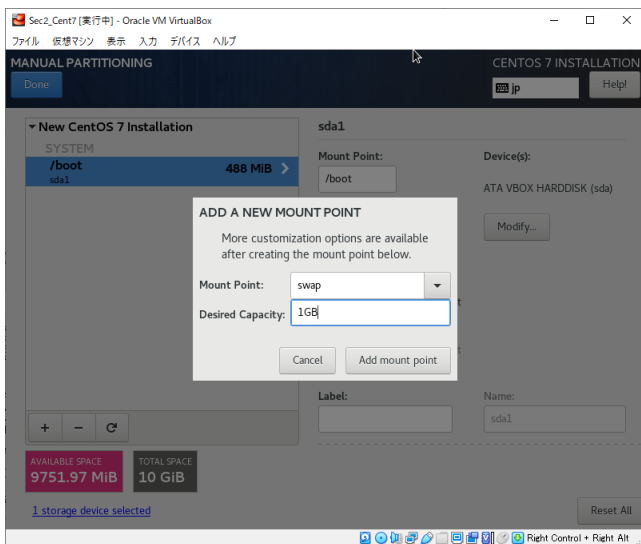 Sec2_Cent7 [実行中] - Oracle VM VirtualBox
ファイル 仮想マシン 表示 入力 デバイス ヘルプ
MANUAL PARTITIONING
CENTOS 7 INSTALLATION
Done
jp
Help!
New CentOS 7 Installation
SYSTEM
/boot
488 MiB
sda1
sda1
Mount Point:
Device(s):
/boot
ATA VBOX HARDDISK (sda)
Modify...
ADD A NEW MOUNT POINT
More customization options are available
after creating the mount point below.
Mount Point:
swap
Desired Capacity:
1GB
Cancel
Add mount point
Label:
Name:
sda1
+ −
AVAILABLE SPACE
9751.97 MiB
TOTAL SPACE
10 GiB
1 storage device selected
Reset All
Right Control + Right Alt